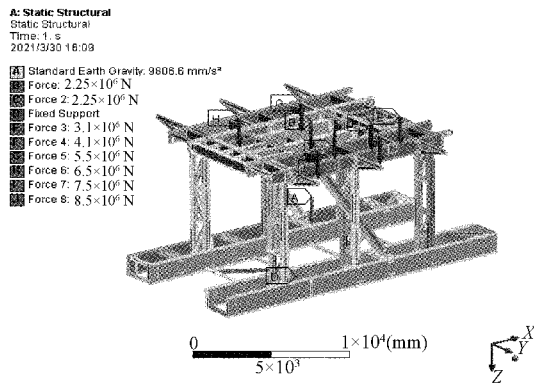 A: Static Structural
Static Structural
Time: 1. s
2021/3/30 16:09
A Standard Earth Gravity: 9806.6 mm/s²
Force: 2.25×10⁶ N
Force 2: 2.25×10⁶ N
Fixed Support
Force 3: 3.1×10⁶ N
Force 4: 4.1×10⁶ N
Force 5: 5.5×10⁶ N
Force 6: 6.5×10⁶ N
Force 7: 7.5×10⁶ N
Force 8: 8.5×10⁶ N
H
A
0
1×10⁴(mm)
5×10³
X
Y
Z